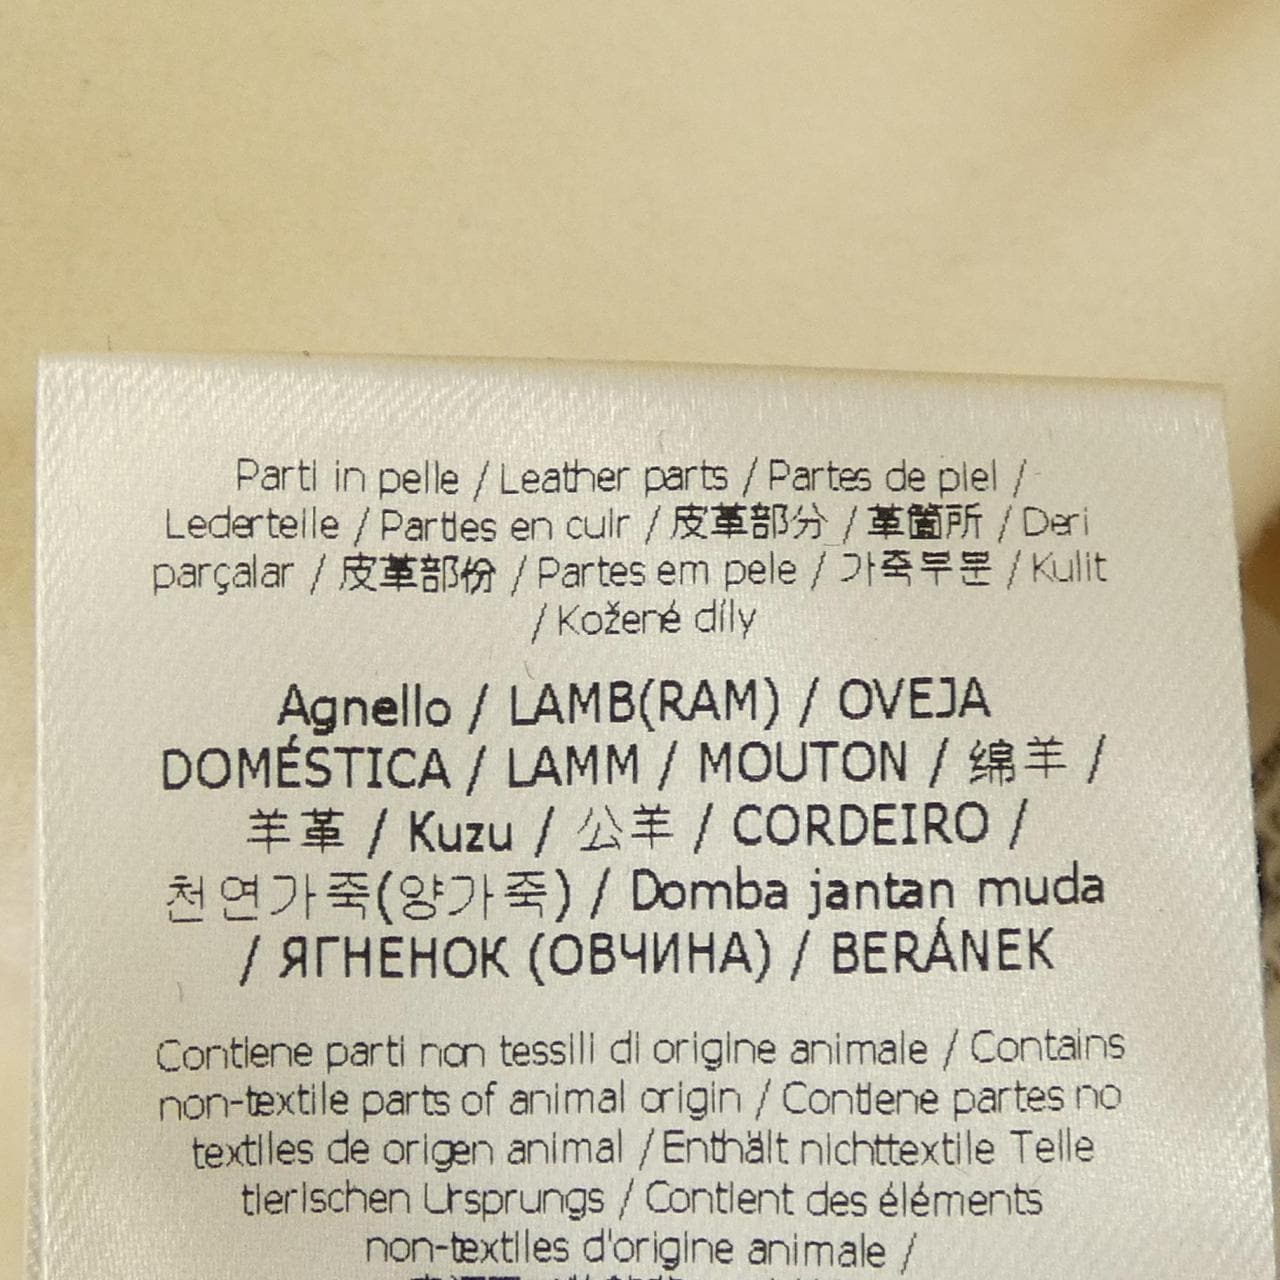 Parti in pelle / Leather parts / Partes de piel /
Lederteile / Parties en cuir / 皮革部分 / 革箇所 / Deri
parçalar / 皮革部份 / Partes em pele / 가죽부분 / Kulit
/ Kožené díly
Agnello / LAMB(RAM) / OVEJA
DOMÉSTICA / LAMM / MOUTON / 绵羊 /
羊革 / Kuzu / 公羊 / CORDEIRO /
천연가죽(양가죽) / Domba jantan muda
/ ЯГНЕНОК (ОВЧИНА) / BERÁNEK
Contiene parti non tessili di origine animale / Contains
non-textile parts of animal origin / Contiene partes no
textiles de origen animal / Enthält nichttextile Teile
tierischen Ursprungs / Contient des éléments
non-textiles d'origine animale /